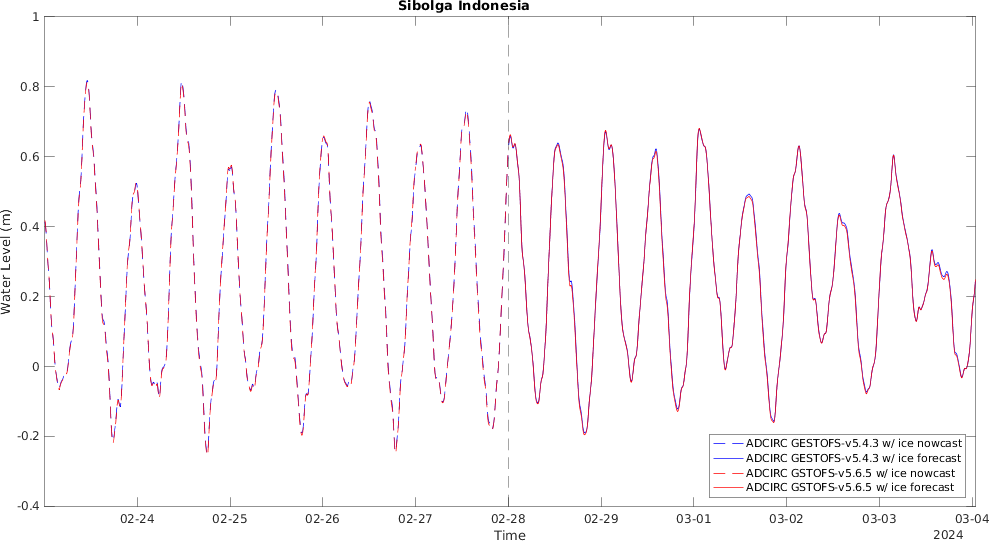 Sibolga Indonesia
1
0.8
0.6
0.4
0.2
0
-0.2
-0.4
Water Level (m)
02-24 02-25 02-26 02-27 02-28 02-29 03-01 03-02 03-03 03-04
Time
2024
ADCIRC GESTOFS-v5.4.3 w/ ice nowcast
ADCIRC GESTOFS-v5.4.3 w/ ice forecast
ADCIRC GSTOFS-v5.6.5 w/ ice nowcast
ADCIRC GSTOFS-v5.6.5 w/ ice forecast